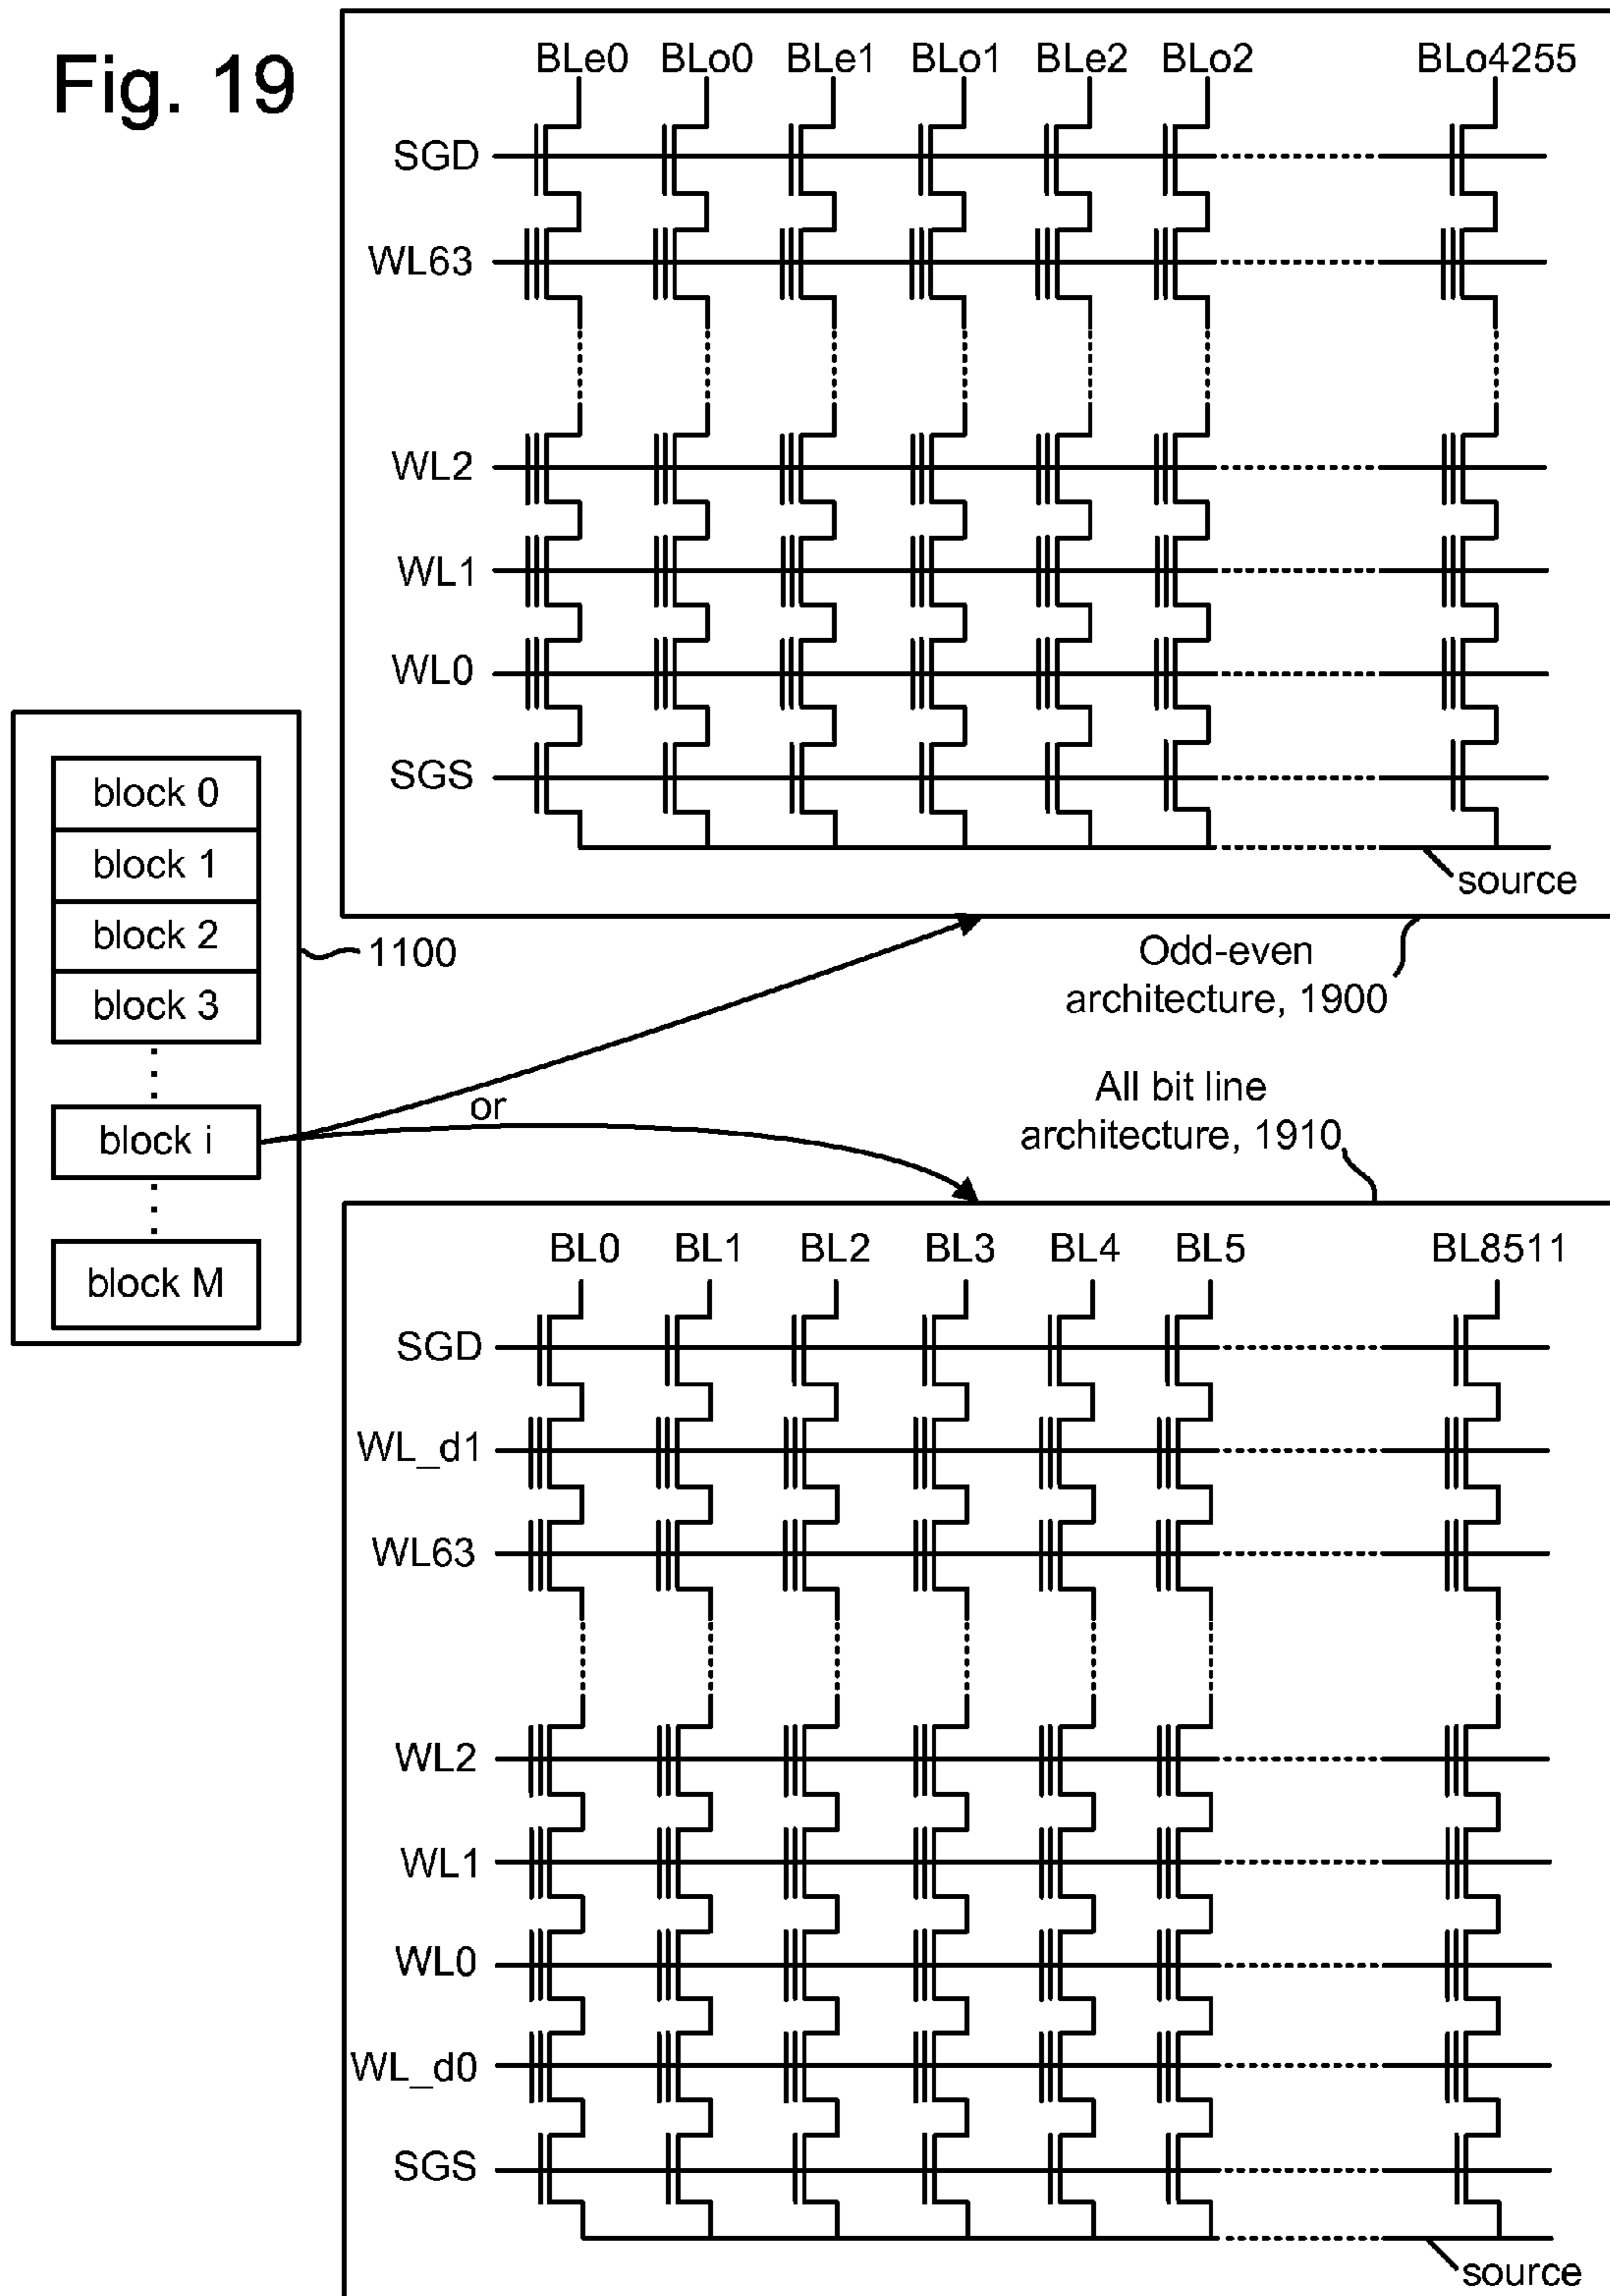 Fig. 19
BLe0 BLo0 BLe1 BLo1 BLe2 BLo2 BLo4255
SGD
WL63
WL2
WL1
WL0
SGS
source
block 0
block 1
block 2
block 3
block i
block M
1100
or
Odd-even
architecture, 1900
All bit line
architecture, 1910
BL0 BL1 BL2 BL3 BL4 BL5 BL8511
SGD
WL_d1
WL63
WL2
WL1
WL0
WL_d0
SGS
source